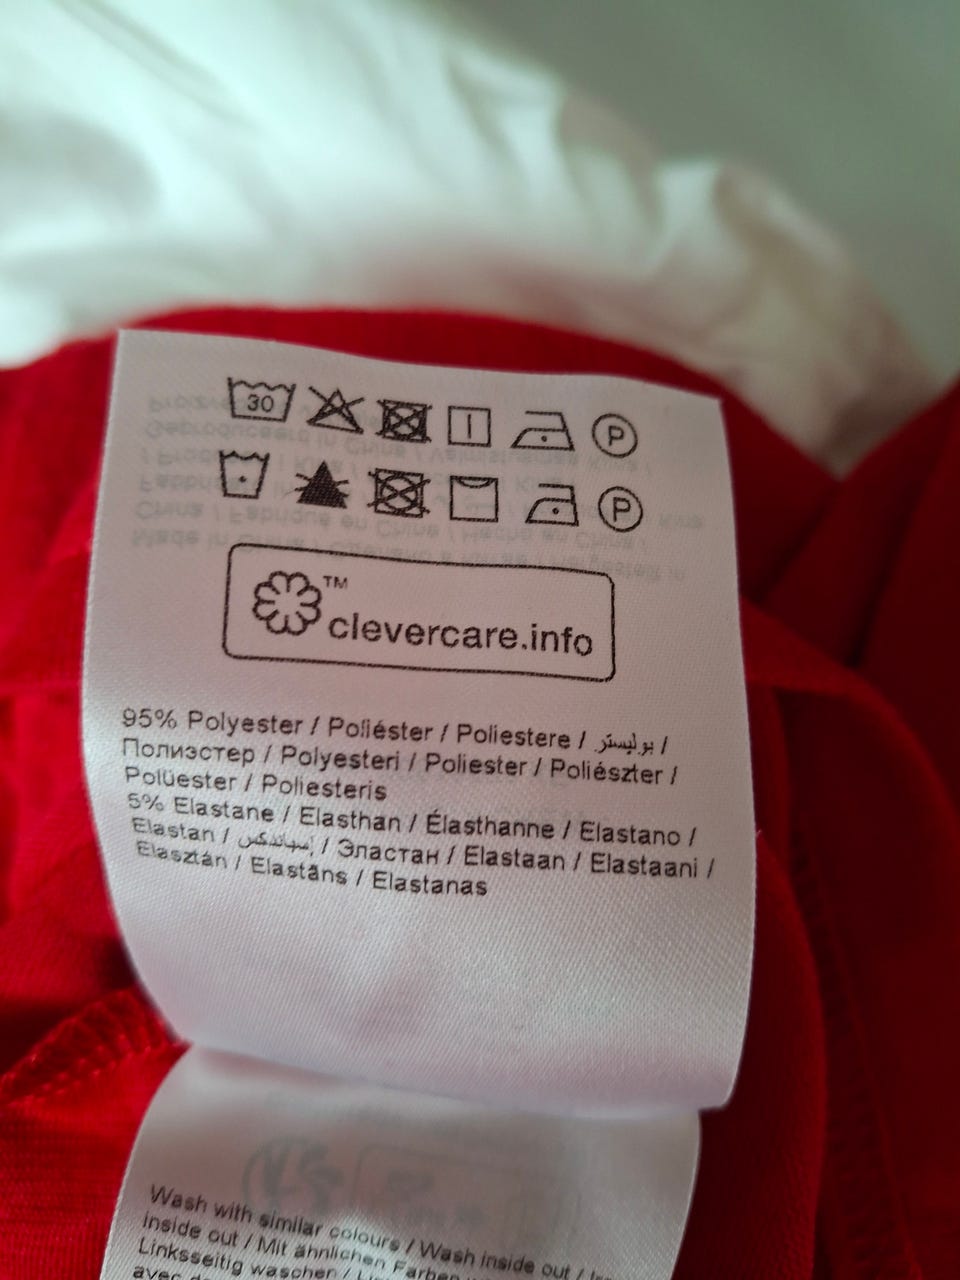 30 P
P
™
clevercare.info
95% Polyester / Poliéster / Poliestere / بوليستر /
Полиэстер / Polyesteri / Poliester / Poliészter /
Polüester / Poliesteris
5% Elastane / Elasthan / Élasthanne / Elastano /
Elastan / إسباندكس / Эластан / Elastaan / Elastaani /
Elasztán / Elastāns / Elastanas
Wash with similar colours / Wash inside out /
inside out / Mit ähnlichen Farben
Linksseitig waschen /
avec